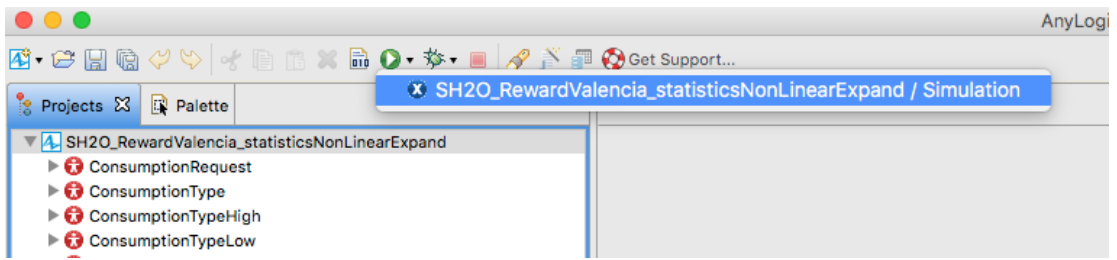 AnyLogi
Get Support...
SH2O_RewardValencia_statisticsNonLinearExpand / Simulation
Projects
Palette
SH2O_RewardValencia_statisticsNonLinearExpand
ConsumptionRequest
ConsumptionType
ConsumptionTypeHigh
ConsumptionTypeLow